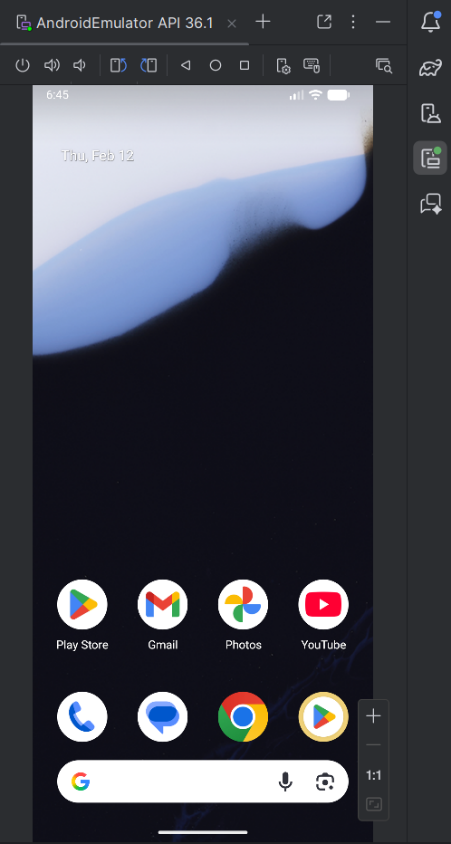 AndroidEmulator API 36.1
6:45
Thu, Feb 12
Play Store
Gmail
Photos
YouTube
1:1